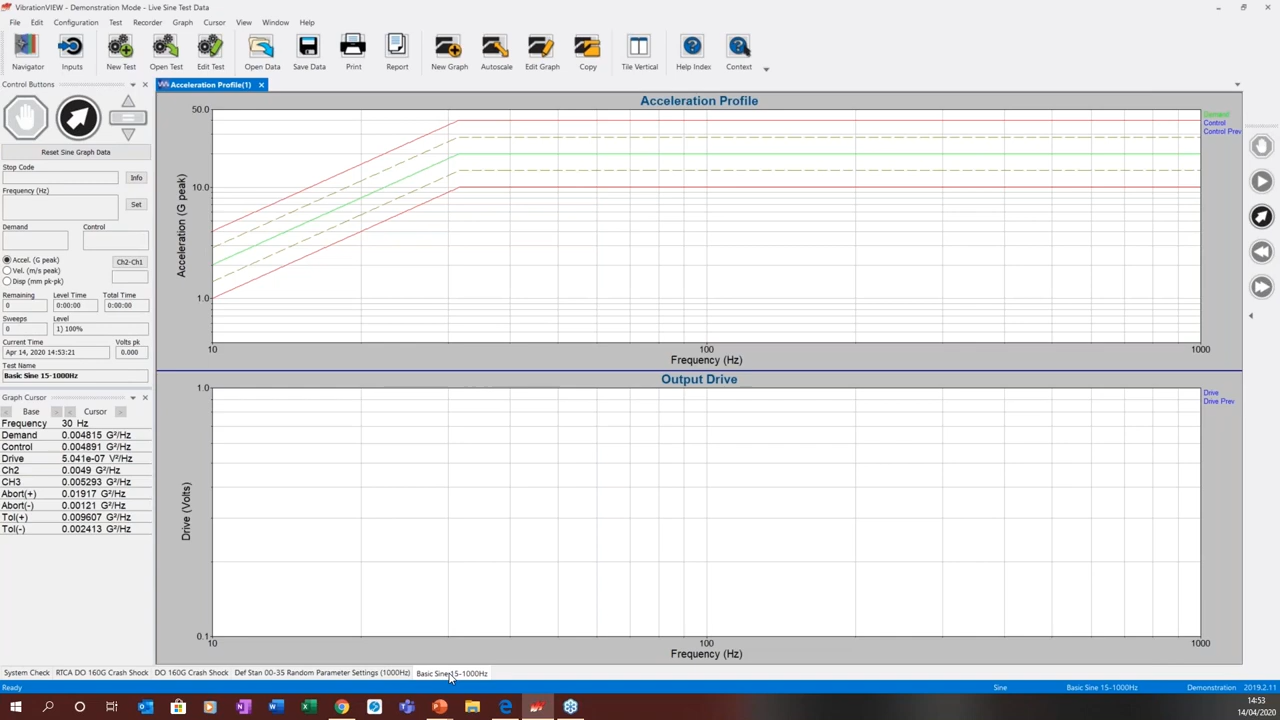 VibrationVIEW - Demonstration Mode - Live Sine Test Data
File Edit Configuration Test Recorder Graph Cursor View Window Help
Navigator Inputs New Test Open Test Edit Test Open Data Save Data Print Report New Graph Autoscale Edit Graph Copy Tile Vertical Help Index Context
Control Buttons
Reset Sine Graph Data
Stop Code
Info
Frequency (Hz)
Set
Demand Control
Accel. (G peak) Ch2-Ch1
Vel. (m/s peak)
Disp (mm pk-pk)
Remaining Level Time Total Time
0 0:00:00 0:00:00
Sweeps Level
0 1) 100%
Current Time Volts pk
Apr 14, 2020 14:53:21 0.000
Test Name
Basic Sine 15-1000Hz
Graph Cursor
Base Cursor
Frequency 30 Hz
Demand 0.004815 G²/Hz
Control 0.004891 G²/Hz
Drive 5.041e-07 V²/Hz
Ch2 0.0049 G²/Hz
CH3 0.005293 G²/Hz
Abort(+) 0.01917 G²/Hz
Abort(-) 0.00121 G²/Hz
Tol(+) 0.009607 G²/Hz
Tol(-) 0.002413 G²/Hz
Acceleration Profile(1)
Acceleration Profile
50.0
10.0
1.0
Acceleration (G peak)
10 100 1000
Frequency (Hz)
Demand
Control
Control Prev
Output Drive
1.0
0.1
Drive (Volts)
10 100 1000
Frequency (Hz)
Drive
Drive Prev
System Check RTCA DO 160G Crash Shock DO 160G Crash Shock Def Stan 00-35 Random Parameter Settings (1000Hz) Basic Sine 15-1000Hz
Ready Sine Basic Sine 15-1000Hz Demonstration 2019.2.11
14:53
14/04/2020